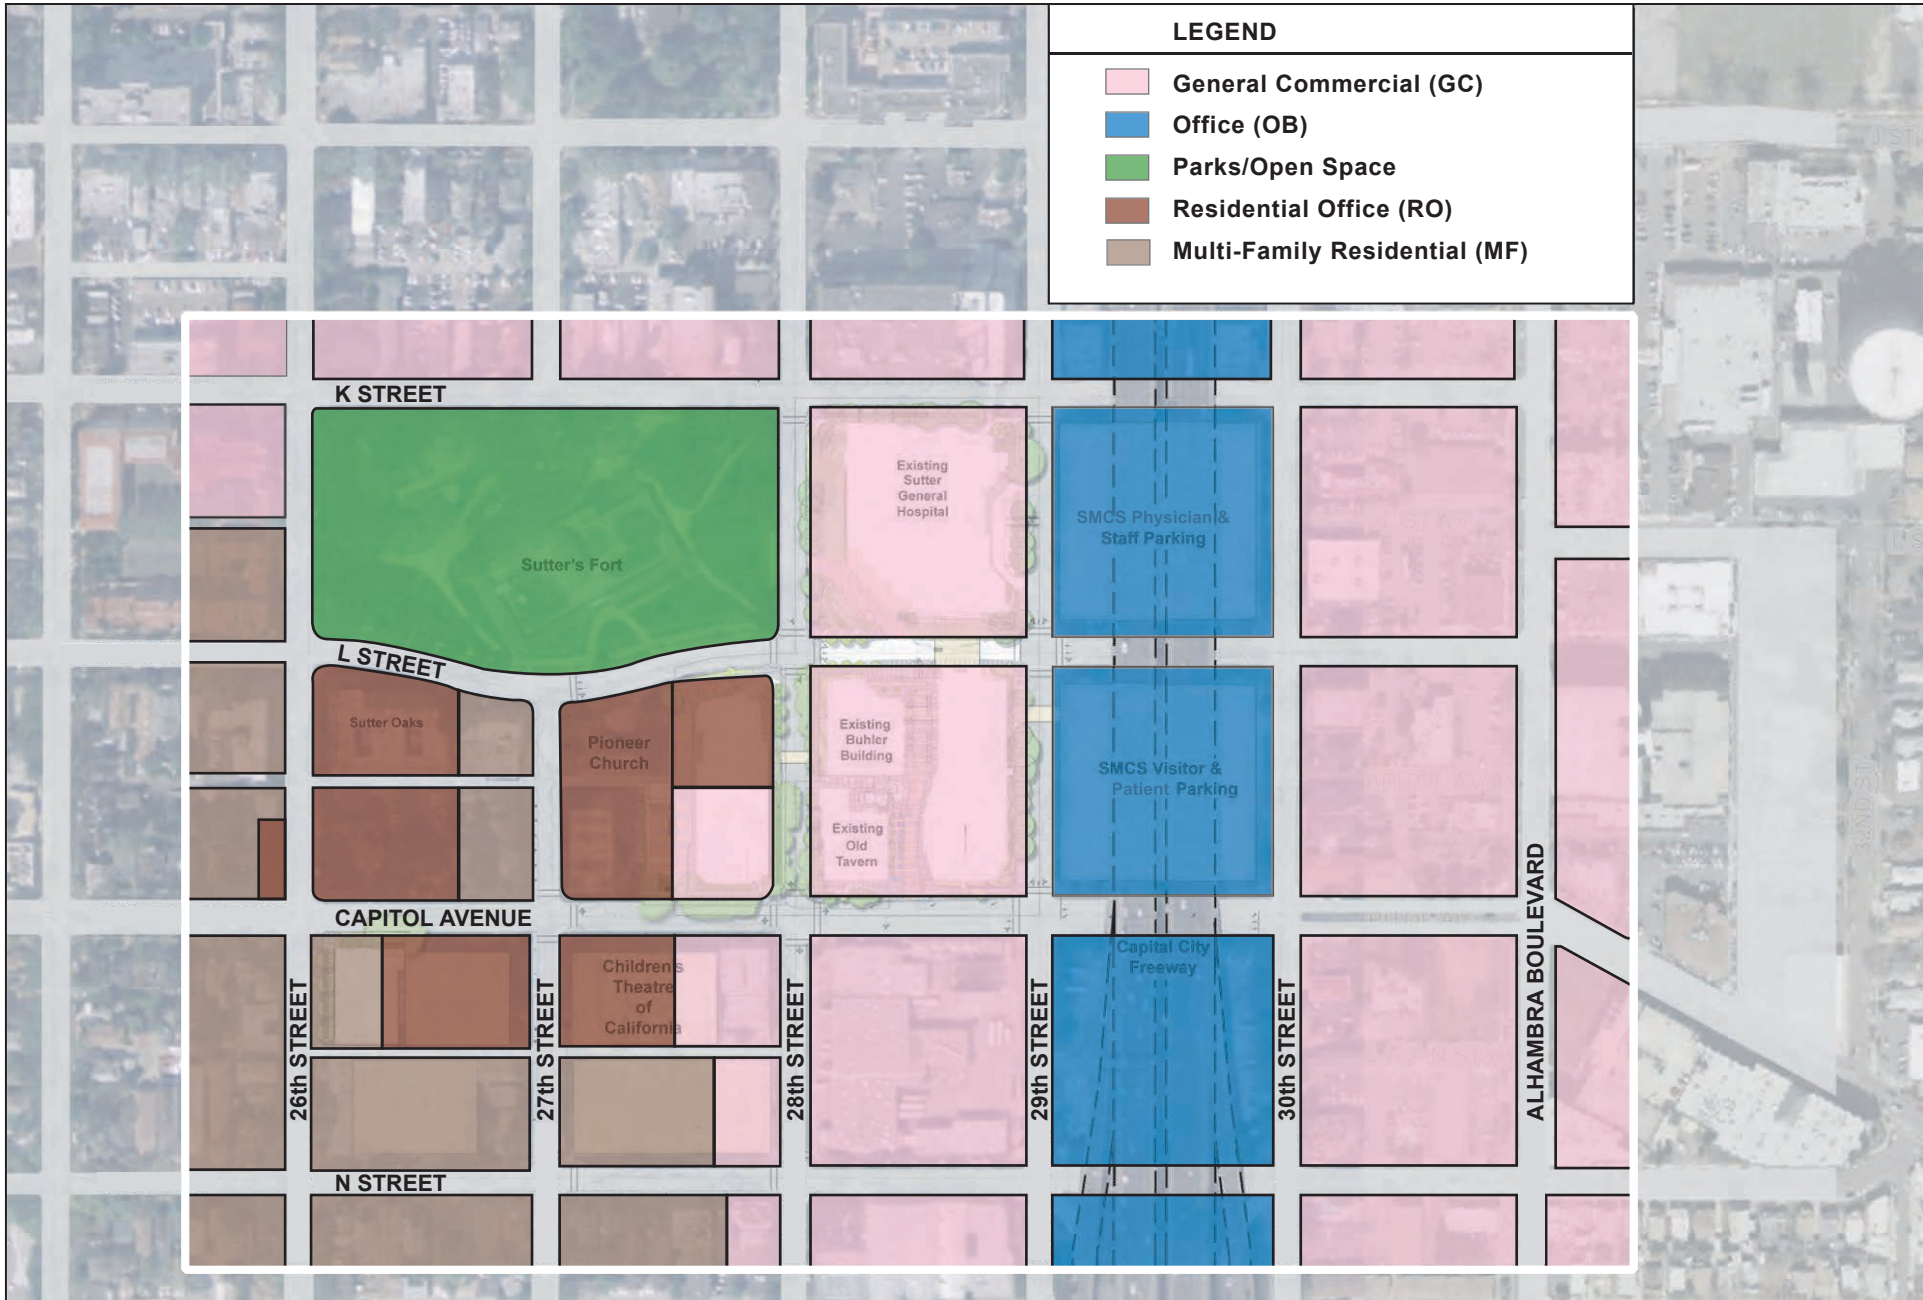 LEGEND
General Commercial (GC)
Office (OB)
Parks/Open Space
Residential Office (RO)
Multi-Family Residential (MF)
J ST
K STREET
Existing
Sutter
General
Hospital
SMCS Physician &
Staff Parking
Sutter's Fort
L STREET
Sutter Oaks
Pioneer
Church
Existing
Buhler
Building
SMCS Visitor &
Patient Parking
Existing
Old
Tavern
32ND ST
CAPITOL AVENUE
Capital City
Freeway
Children's
Theatre
of
California
26th STREET
27th STREET
28th STREET
29th STREET
30th STREET
ALHAMBRA BOULEVARD
N STREET